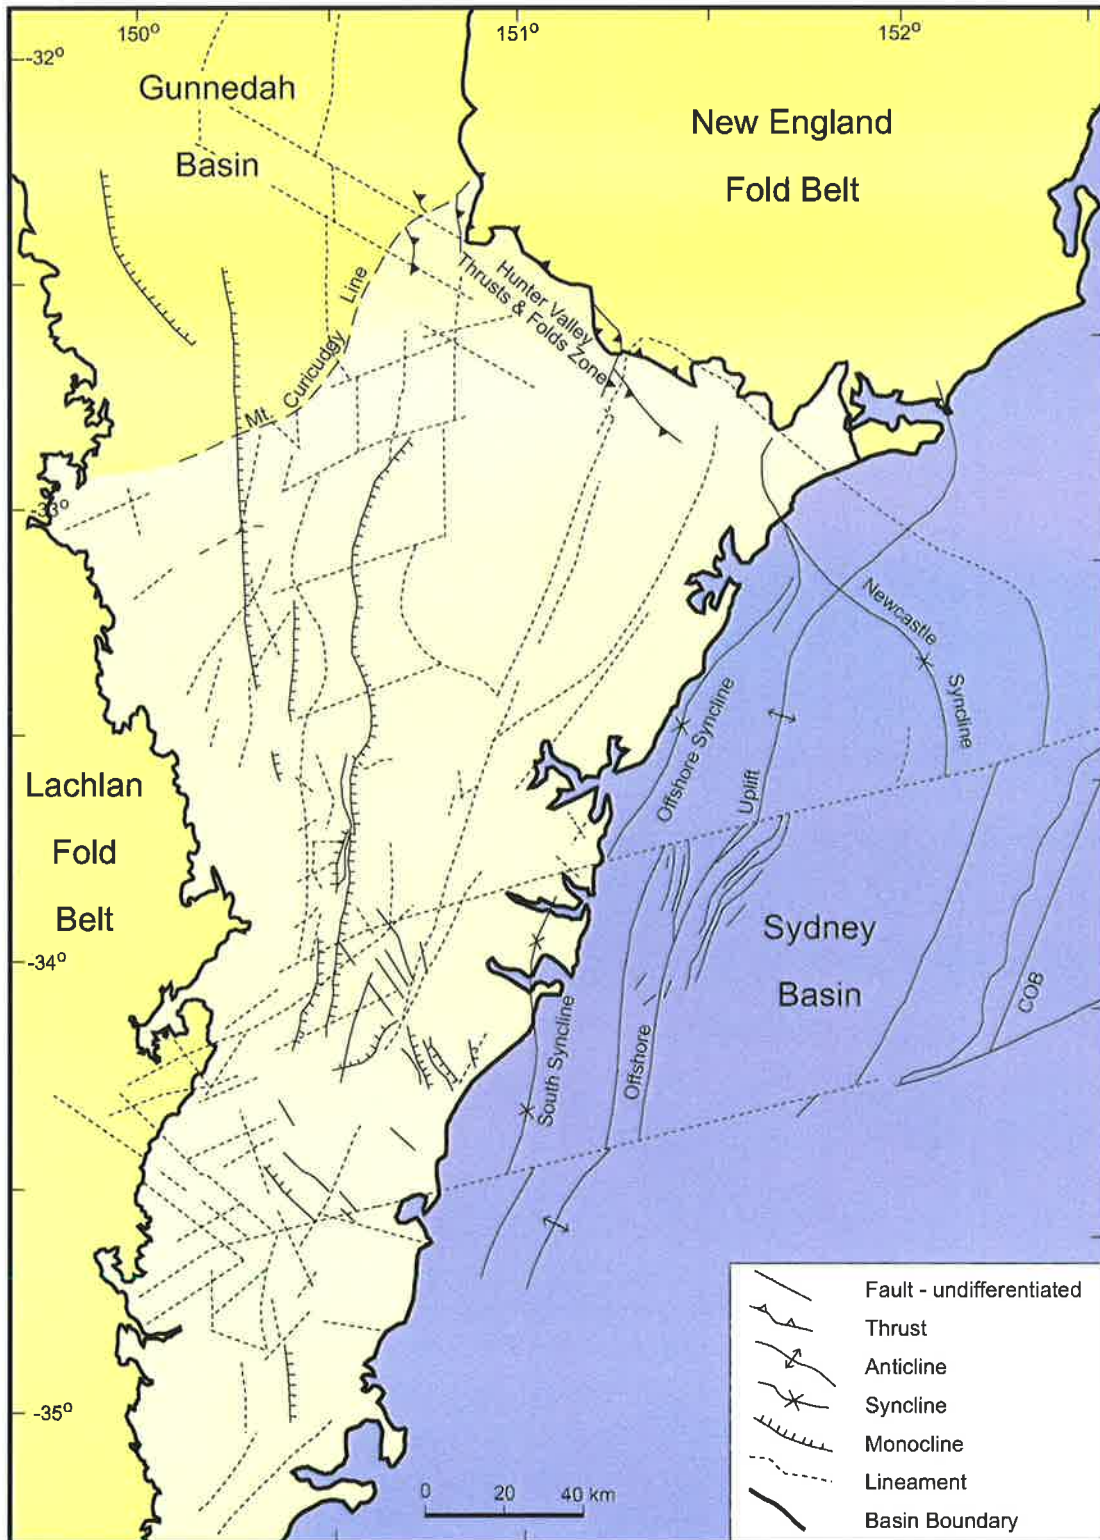 150°
151°
152°
-32°
Gunnedah
Basin
New England
Fold Belt
Hunter Valley
Thrusts & Folds Zone
Mt. Curicudgy Line
-33°
Newcastle Syncline
Offshore Syncline
Uplift
Lachlan
Fold
Belt
Sydney
Basin
-34°
COB
South Syncline
Offshore
-35°
0 20 40 km
Fault - undifferentiated
Thrust
Anticline
Syncline
Monocline
Lineament
Basin Boundary